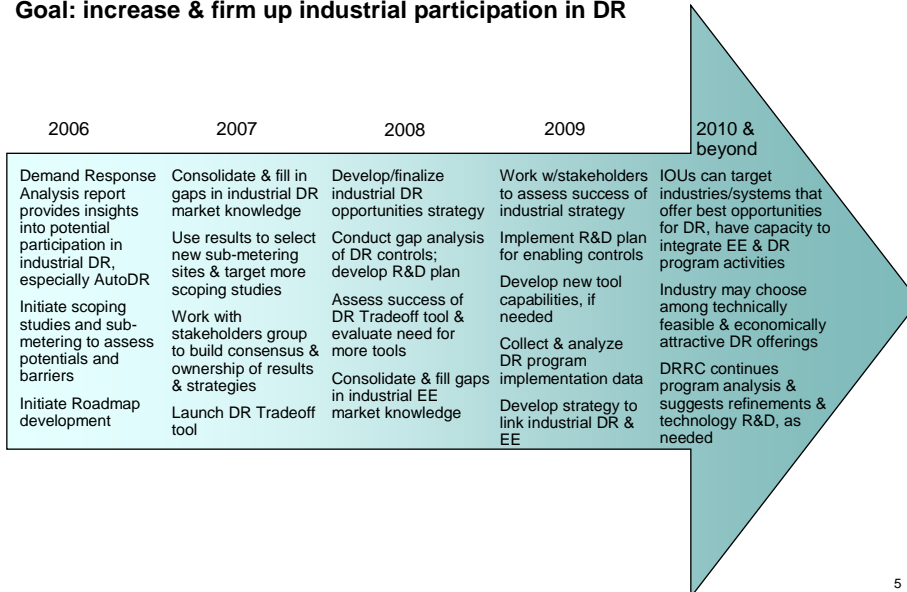 Goal: increase & firm up industrial participation in DR
2006
2007
2008
2009
2010 &
beyond
Demand Response
Analysis report
provides insights
into potential
participation in
industrial DR,
especially AutoDR
Initiate scoping
studies and sub-
metering to assess
potentials and
barriers
Initiate Roadmap
development
Consolidate & fill in
gaps in industrial DR
market knowledge
Use results to select
new sub-metering
sites & target more
scoping studies
Work with
stakeholders group
to build consensus &
ownership of results
& strategies
Launch DR Tradeoff
tool
Develop/finalize
industrial DR
opportunities strategy
Conduct gap analysis
of DR controls;
develop R&D plan
Assess success of
DR Tradeoff tool &
evaluate need for
more tools
Consolidate & fill gaps
in industrial EE
market knowledge
Work w/stakeholders
to assess success of
industrial strategy
Implement R&D plan
for enabling controls
Develop new tool
capabilities, if
needed
Collect & analyze
DR program
implementation data
Develop strategy to
link industrial DR &
EE
IOUs can target
industries/systems that
offer best opportunities
for DR, have capacity to
integrate EE & DR
program activities
Industry may choose
among technically
feasible & economically
attractive DR offerings
DRRC continues
program analysis &
suggests refinements &
technology R&D, as
needed
5